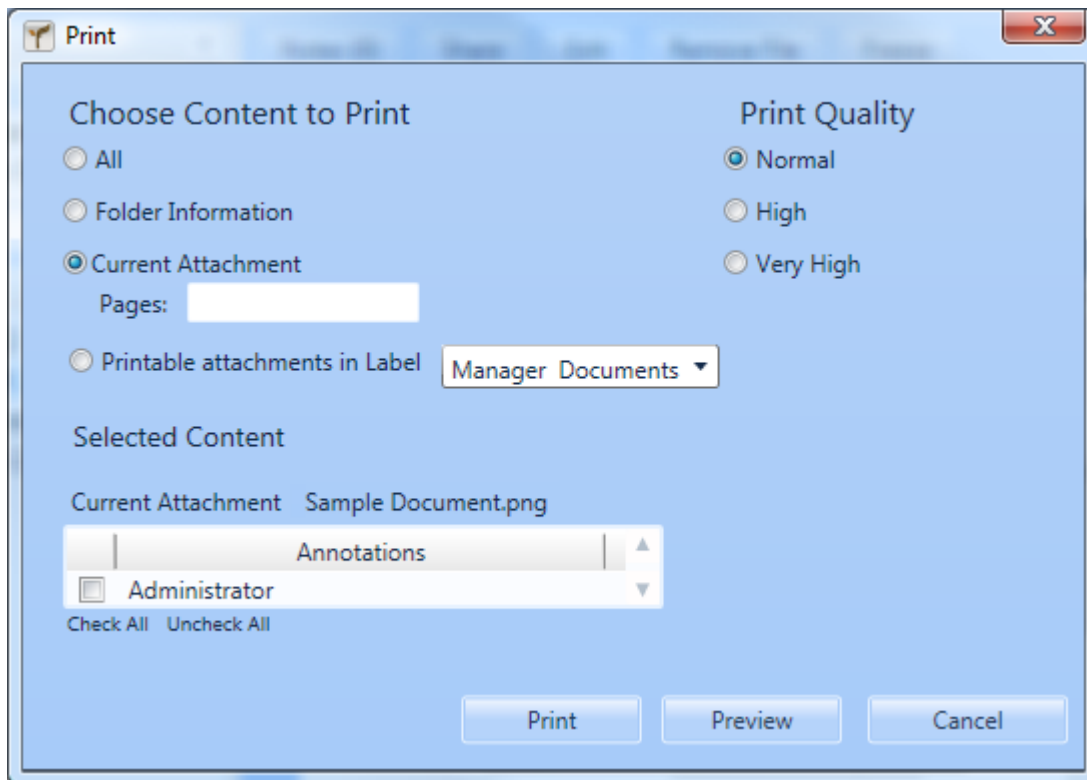 Print
Choose Content to Print
All
Folder Information
Current Attachment
Pages:
Printable attachments in Label
Manager Documents
Print Quality
Normal
High
Very High
Selected Content
Current Attachment Sample Document.png
Annotations
Administrator
Check All Uncheck All
Print Preview Cancel